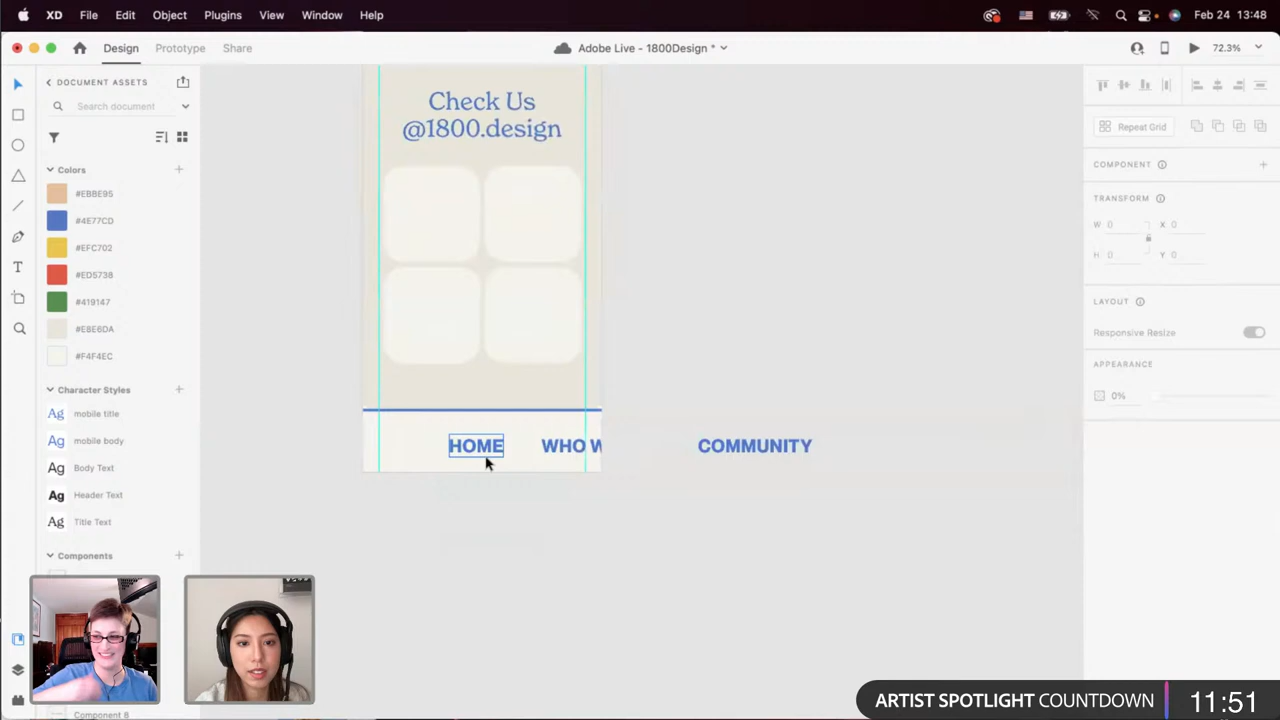 XD File Edit Object Plugins View Window Help Feb 24 13:48
Design Prototype Share Adobe Live - 1800Design * 72.3%
DOCUMENT ASSETS
Search document
Colors
#EBBE95
#4E77CD
#EFC702
#ED5738
#419147
#E8E6DA
#F4F4EC
Character Styles
Ag mobile title
Ag mobile body
Ag Body Text
Ag Header Text
Ag Title Text
Components
Component 8
Check Us
@1800.design
HOME WHO W COMMUNITY
Repeat Grid
COMPONENT
TRANSFORM
W 0 X 0
H 0 Y 0
LAYOUT
Responsive Resize
APPEARANCE
0%
ARTIST SPOTLIGHT COUNTDOWN 11:51